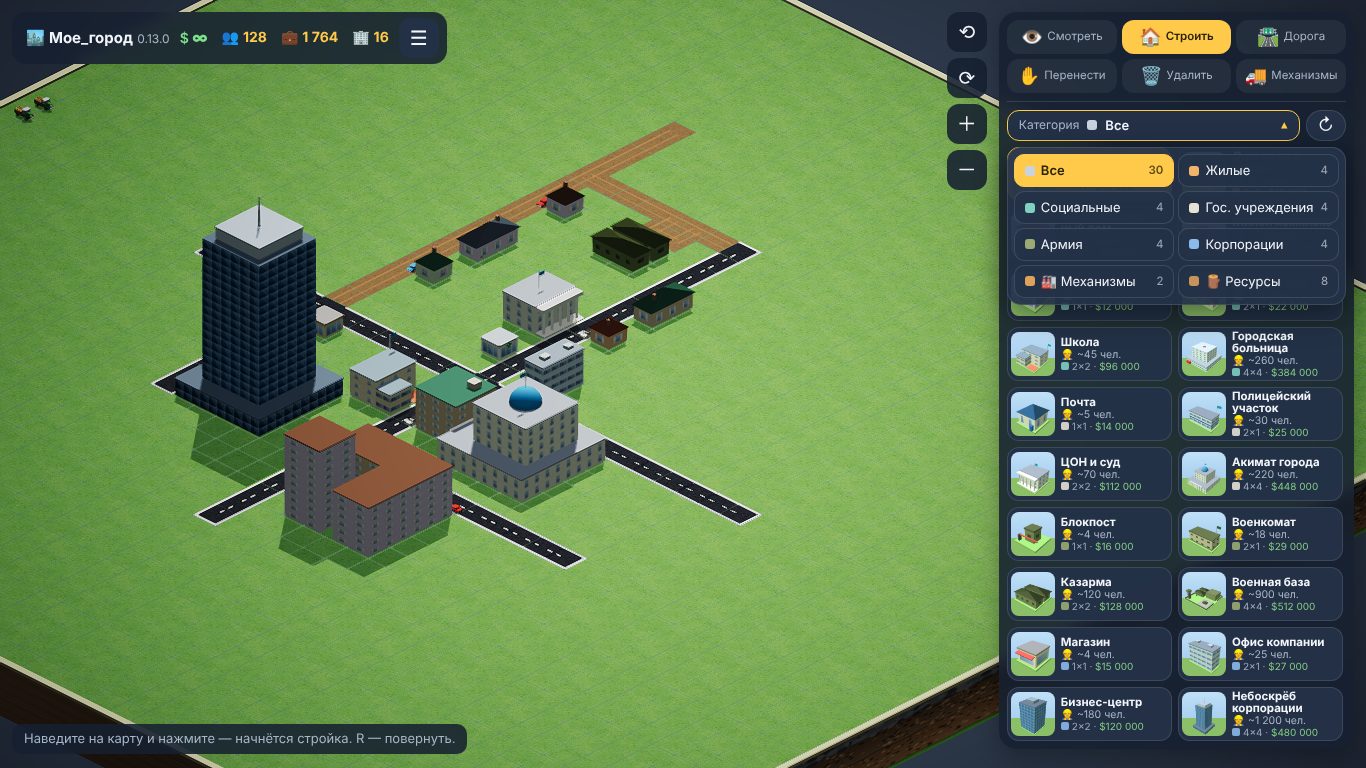 Мое_город 0.13.0 $ ∞ 128 1 764 16
Смотреть Строить Дорога
Перенести Удалить Механизмы
Категория Все
Все 30 Жилые 4
Социальные 4 Гос. учреждения 4
Армия 4 Корпорации 4
Механизмы 2 Ресурсы 8
1×1 · $12 000 2×1 · $22 000
Школа
~45 чел.
2×2 · $96 000
Городская
больница
~260 чел.
4×4 · $384 000
Почта
~5 чел.
1×1 · $14 000
Полицейский
участок
~30 чел.
2×1 · $25 000
ЦОН и суд
~70 чел.
2×2 · $112 000
Акимат города
~220 чел.
4×4 · $448 000
Блокпост
~4 чел.
1×1 · $16 000
Военкомат
~18 чел.
2×1 · $29 000
Казарма
~120 чел.
2×2 · $128 000
Военная база
~900 чел.
4×4 · $512 000
Магазин
~4 чел.
1×1 · $15 000
Офис компании
~25 чел.
2×1 · $27 000
Бизнес-центр
~180 чел.
2×2 · $120 000
Небоскрёб
корпорации
~1 200 чел.
4×4 · $480 000
Наведите на карту и нажмите — начнётся стройка. R — повернуть.